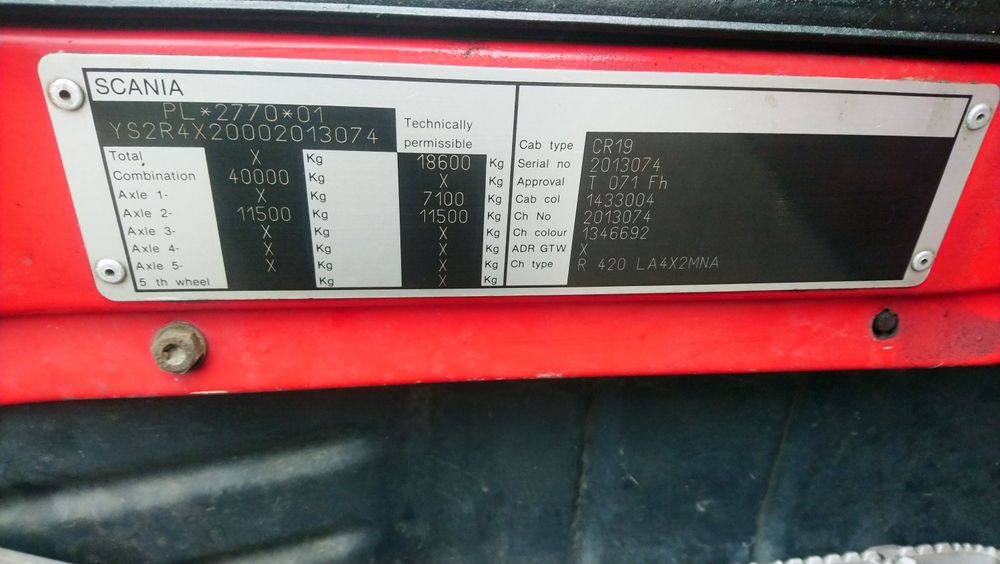 SCANIA
PL*2770*01
YS2R4X20002013074
Technically
permissible
Total X Kg 18600 Kg
Combination 40000 Kg X Kg
Axle 1- X Kg 7100 Kg
Axle 2- 11500 Kg 11500 Kg
Axle 3- X Kg X Kg
Axle 4- X Kg X Kg
Axle 5- X Kg X Kg
5 th wheel Kg X Kg
Cab type CR19
Serial no 2013074
Approval T 071 Fh
Cab col 1433004
Ch No 2013074
Ch colour 1346692
ADR GTW X
Ch type R 420 LA4X2MNA